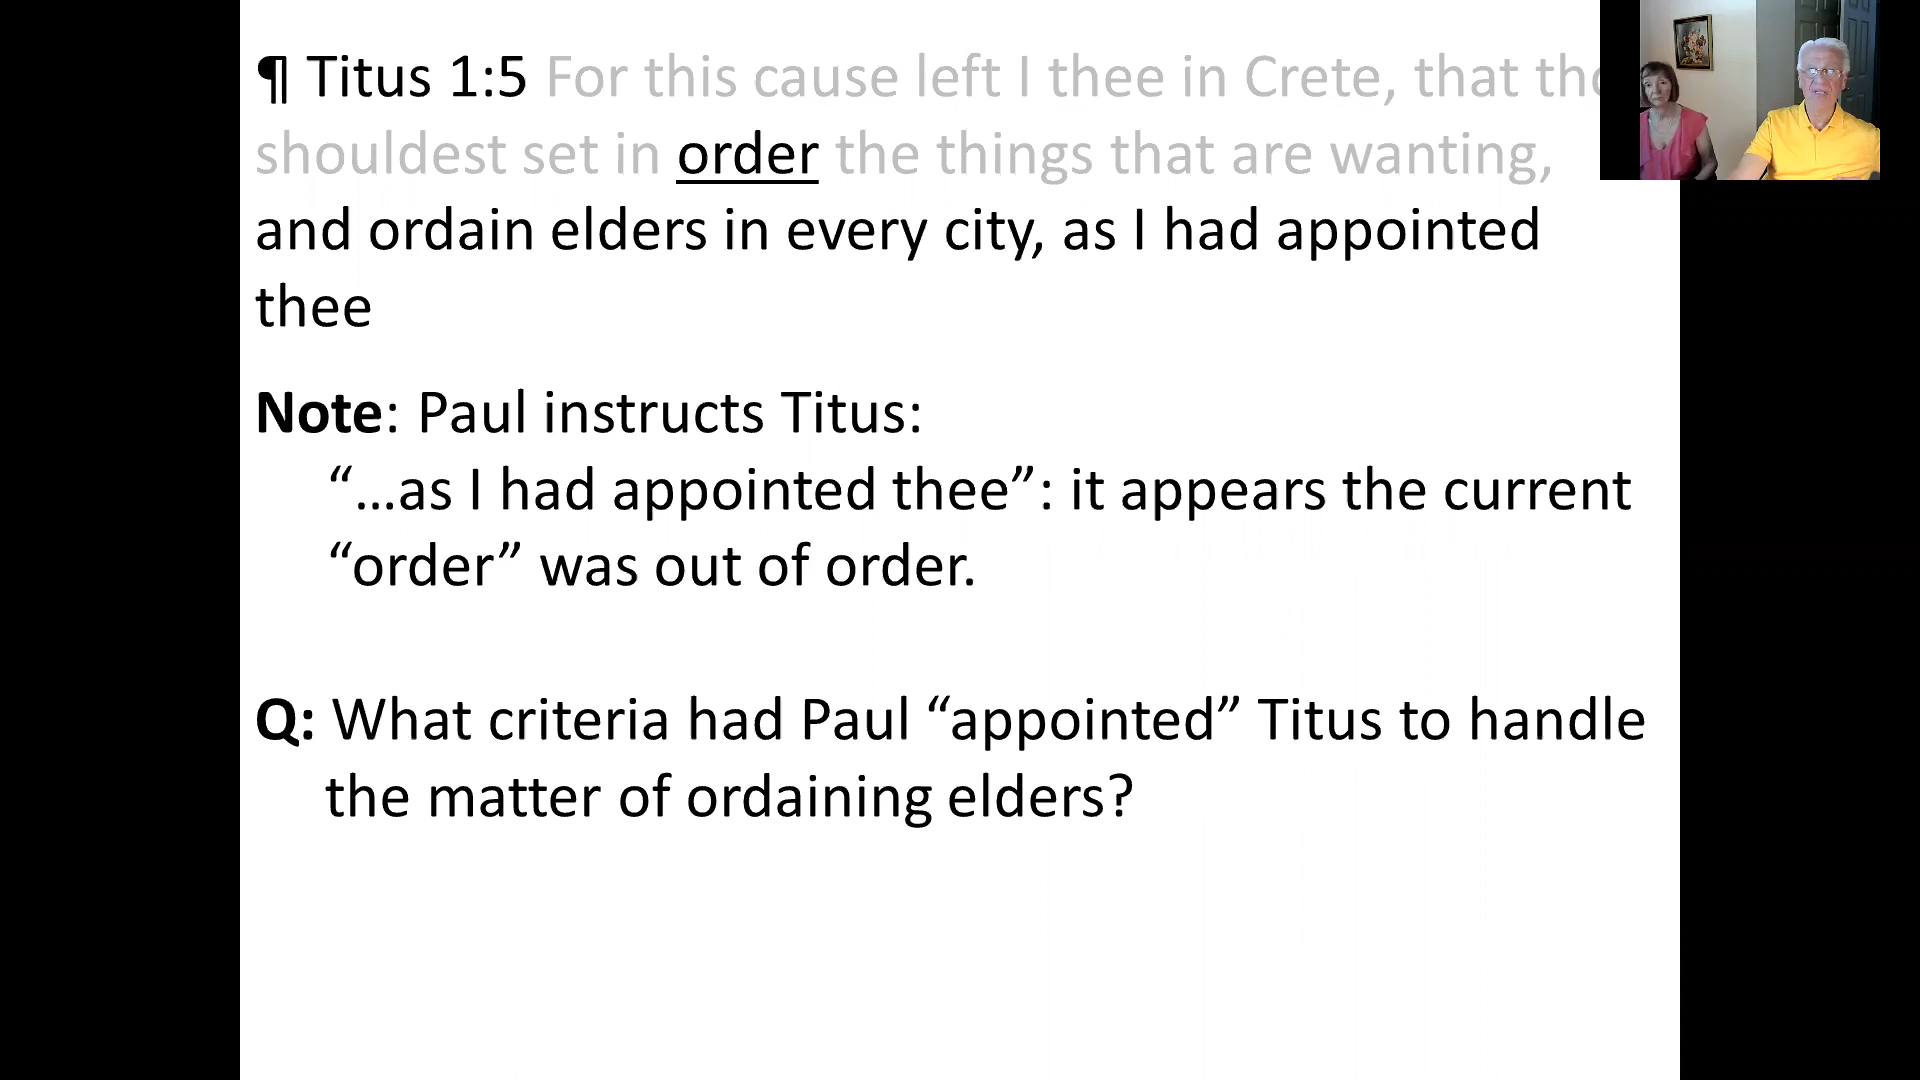 ¶ Titus 1:5 For this cause left I thee in Crete, that
shouldest set in order the things that are wanting,
and ordain elders in every city, as I had appointed
thee
Note: Paul instructs Titus:
“…as I had appointed thee”: it appears the current
“order” was out of order.
Q: What criteria had Paul “appointed” Titus to handle
the matter of ordaining elders?